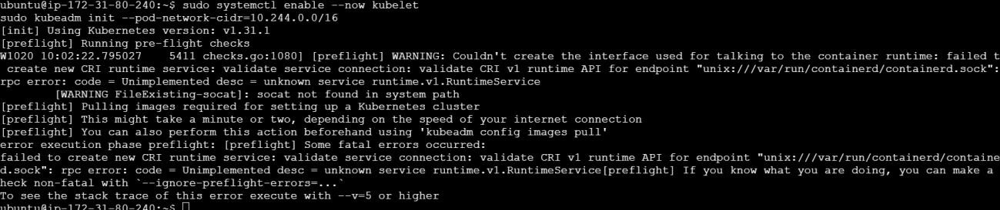 ubuntu@ip-172-31-80-240:~$ sudo systemctl enable --now kubelet
sudo kubeadm init --pod-network-cidr=10.244.0.0/16
[init] Using Kubernetes version: v1.31.1
[preflight] Running pre-flight checks
W1020 10:02:22.795027    5411 checks.go:1080] [preflight] WARNING: Couldn't create the interface used for talking to the container runtime: failed t
 create new CRI runtime service: validate service connection: validate CRI v1 runtime API for endpoint "unix:///var/run/containerd/containerd.sock":
rpc error: code = Unimplemented desc = unknown service runtime.v1.RuntimeService
        [WARNING FileExisting-socat]: socat not found in system path
[preflight] Pulling images required for setting up a Kubernetes cluster
[preflight] This might take a minute or two, depending on the speed of your internet connection
[preflight] You can also perform this action beforehand using 'kubeadm config images pull'
error execution phase preflight: [preflight] Some fatal errors occurred:
failed to create new CRI runtime service: validate service connection: validate CRI v1 runtime API for endpoint "unix:///var/run/containerd/containe
d.sock": rpc error: code = Unimplemented desc = unknown service runtime.v1.RuntimeService[preflight] If you know what you are doing, you can make a
heck non-fatal with `--ignore-preflight-errors=...`
To see the stack trace of this error execute with --v=5 or higher
ubuntu@ip-172-31-80-240:~$